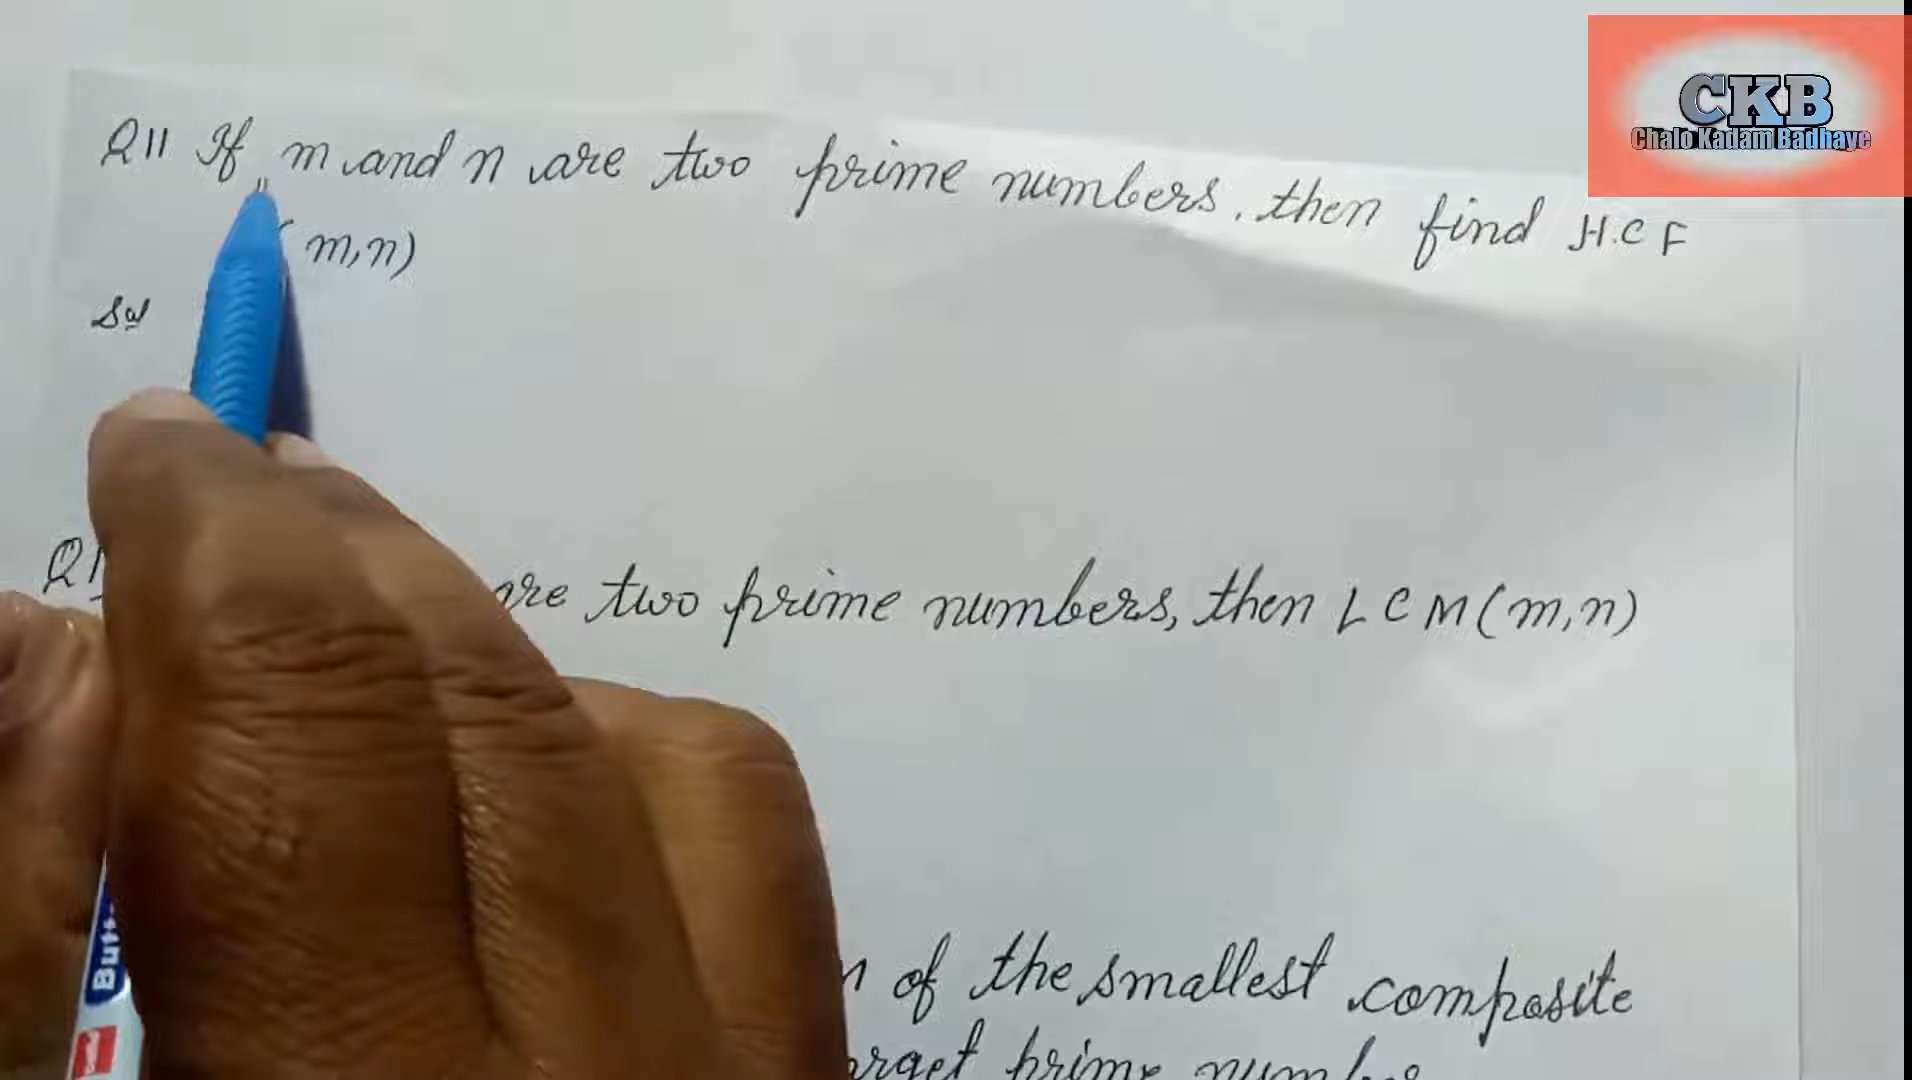 CKB
Chalo Kadam Badhaye
Q11 If m and n are two prime numbers, then find H.C F
( m,n)
Sol
are two prime numbers, then L C M (m,n)
of the smallest composite
prime